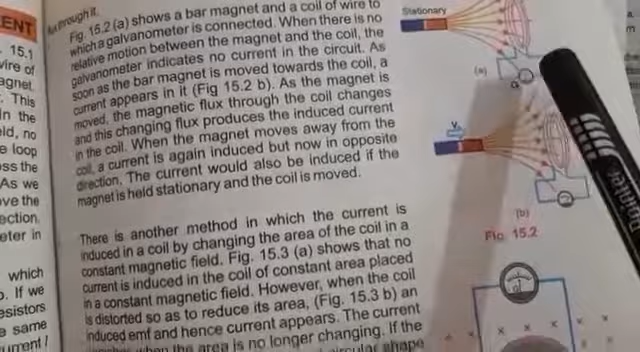 ENT
15.1
wire of
agnet.
This
in the
eld, no
e loop
oss the
As we
ove the
ection.
eter in
which
o. If we
esistors
e same
through it.
Fig. 15.2 (a) shows a bar magnet and a coil of wire to
which a galvanometer is connected. When there is no
relative motion between the magnet and the coil, the
galvanometer indicates no current in the circuit. As
soon as the bar magnet is moved towards the coil, a
current appears in it (Fig 15.2 b). As the magnet is
moved, the magnetic flux through the coil changes
and this changing flux produces the induced current
in the coil. When the magnet moves away from the
coil, a current is again induced but now in opposite
direction. The current would also be induced if the
magnet is held stationary and the coil is moved.
There is another method in which the current is
induced in a coil by changing the area of the coil in a
constant magnetic field. Fig. 15.3 (a) shows that no
current is induced in the coil of constant area placed
in a constant magnetic field. However, when the coil
is distorted so as to reduce its area, (Fig. 15.3 b) an
induced emf and hence current appears. The current
when the area is no longer changing. If the
circular shape
Stationary
(a)
G
V
(b)
Fig. 15.2
Pointer